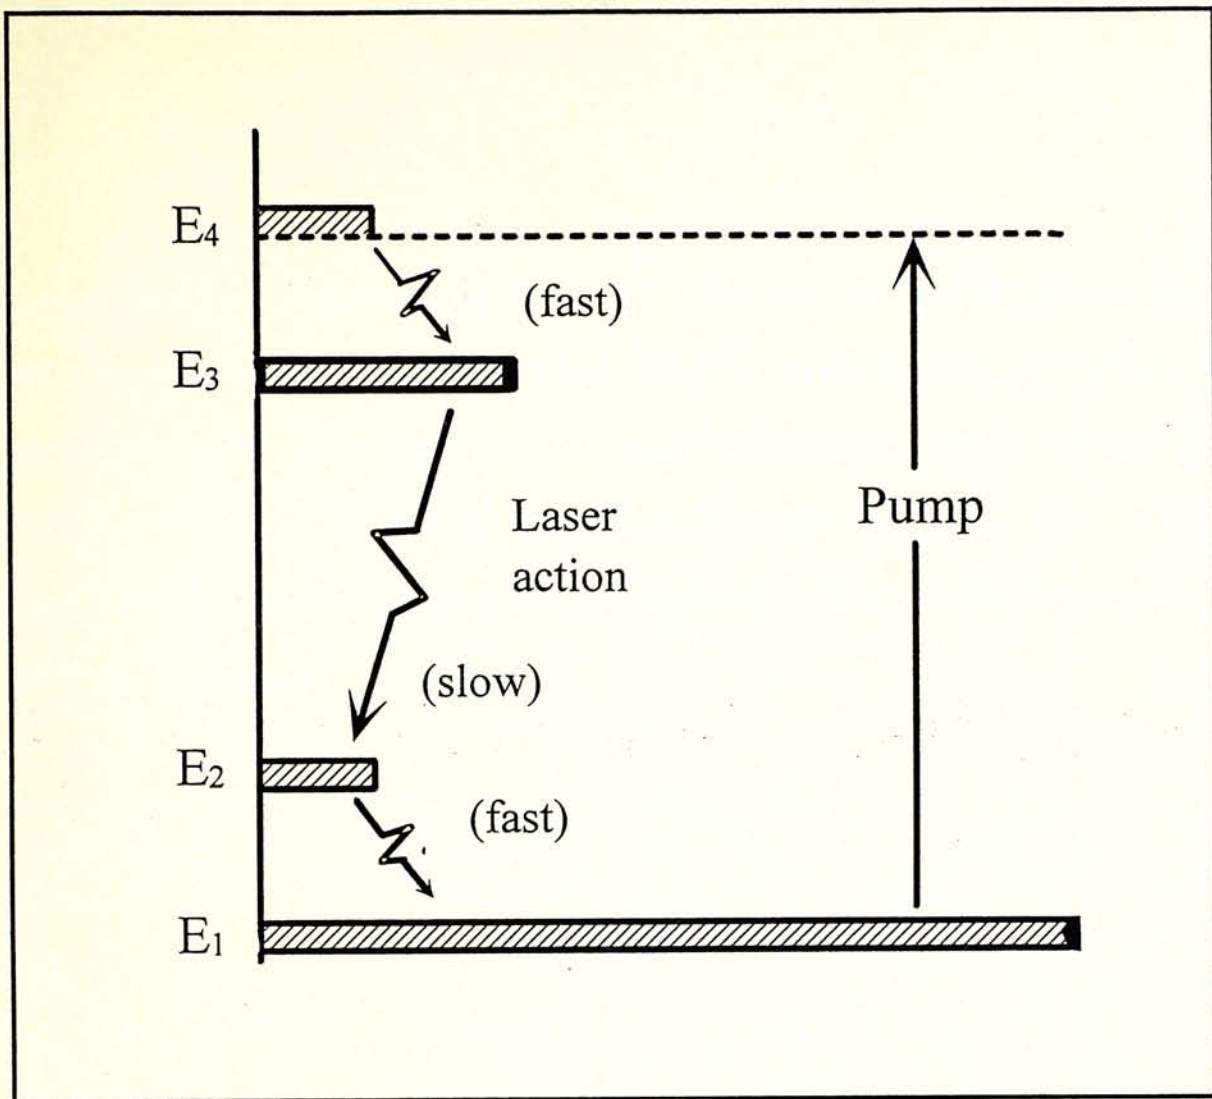 E₄
(fast)
E₃
Laser
action
Pump
(slow)
E₂
(fast)
E₁